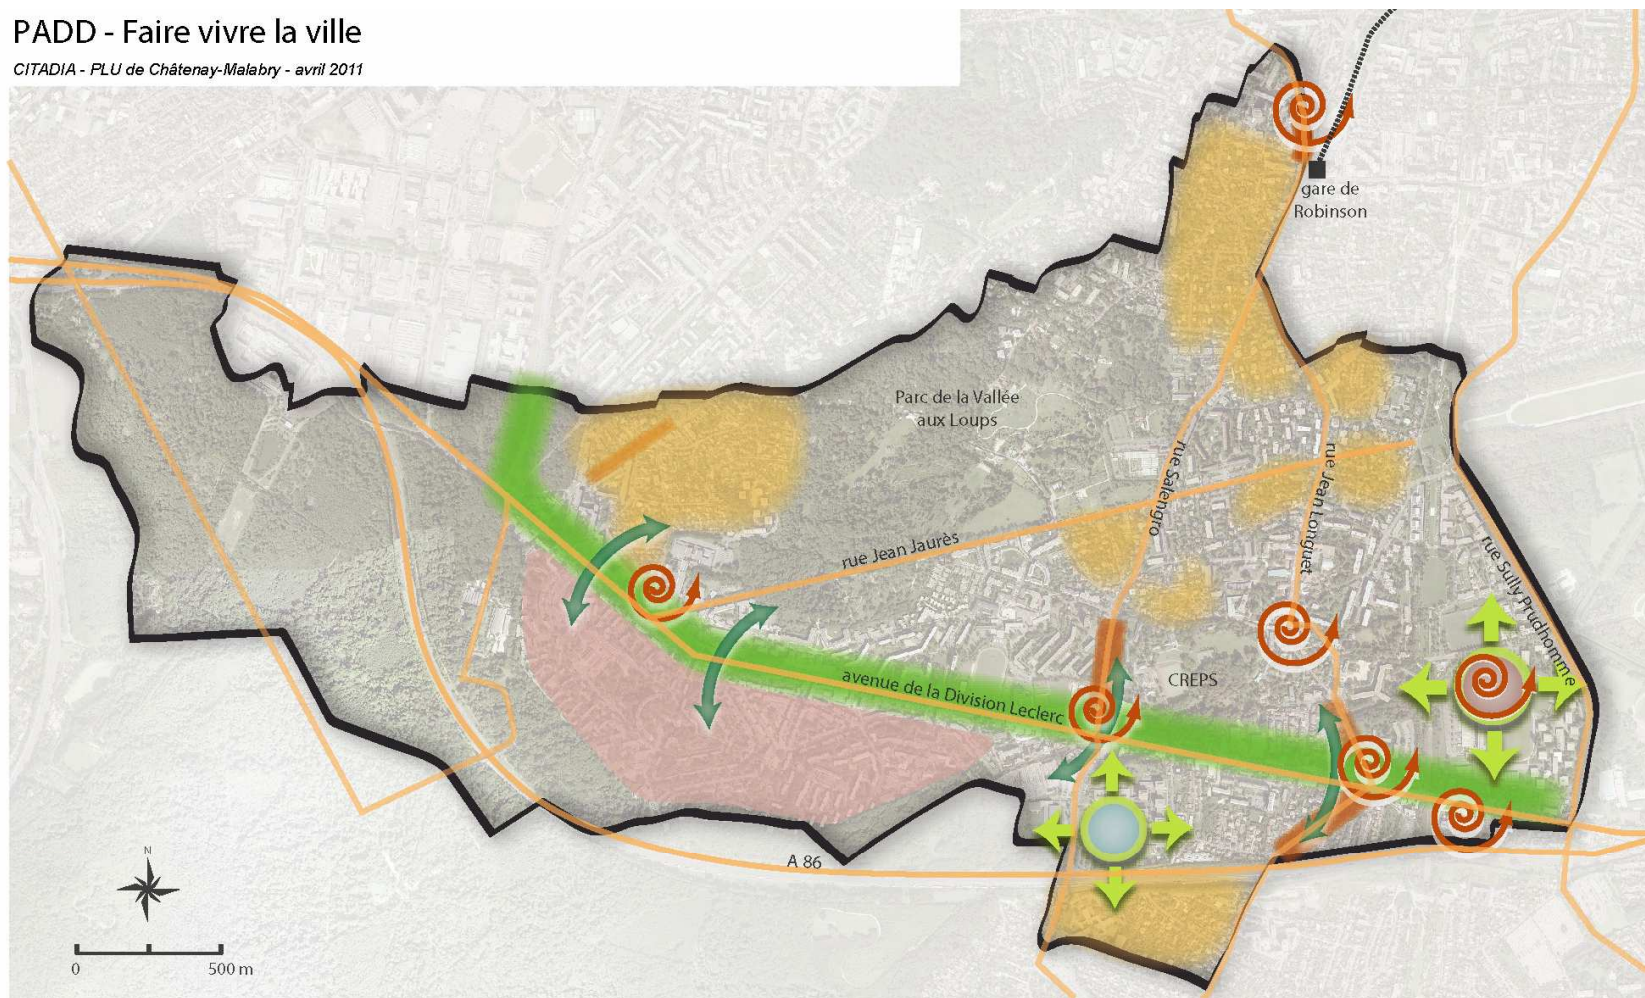 PADD - Faire vivre la ville
CITADIA - PLU de Châtenay-Malabry - avril 2011
gare de
Robinson
Parc de la Vallée
aux Loups
rue Salengro
rue Jean Longuet
rue Jean Jaurès
rue Sully Prudhomme
CREPS
avenue de la Division Leclerc
A 86
N
0 500 m